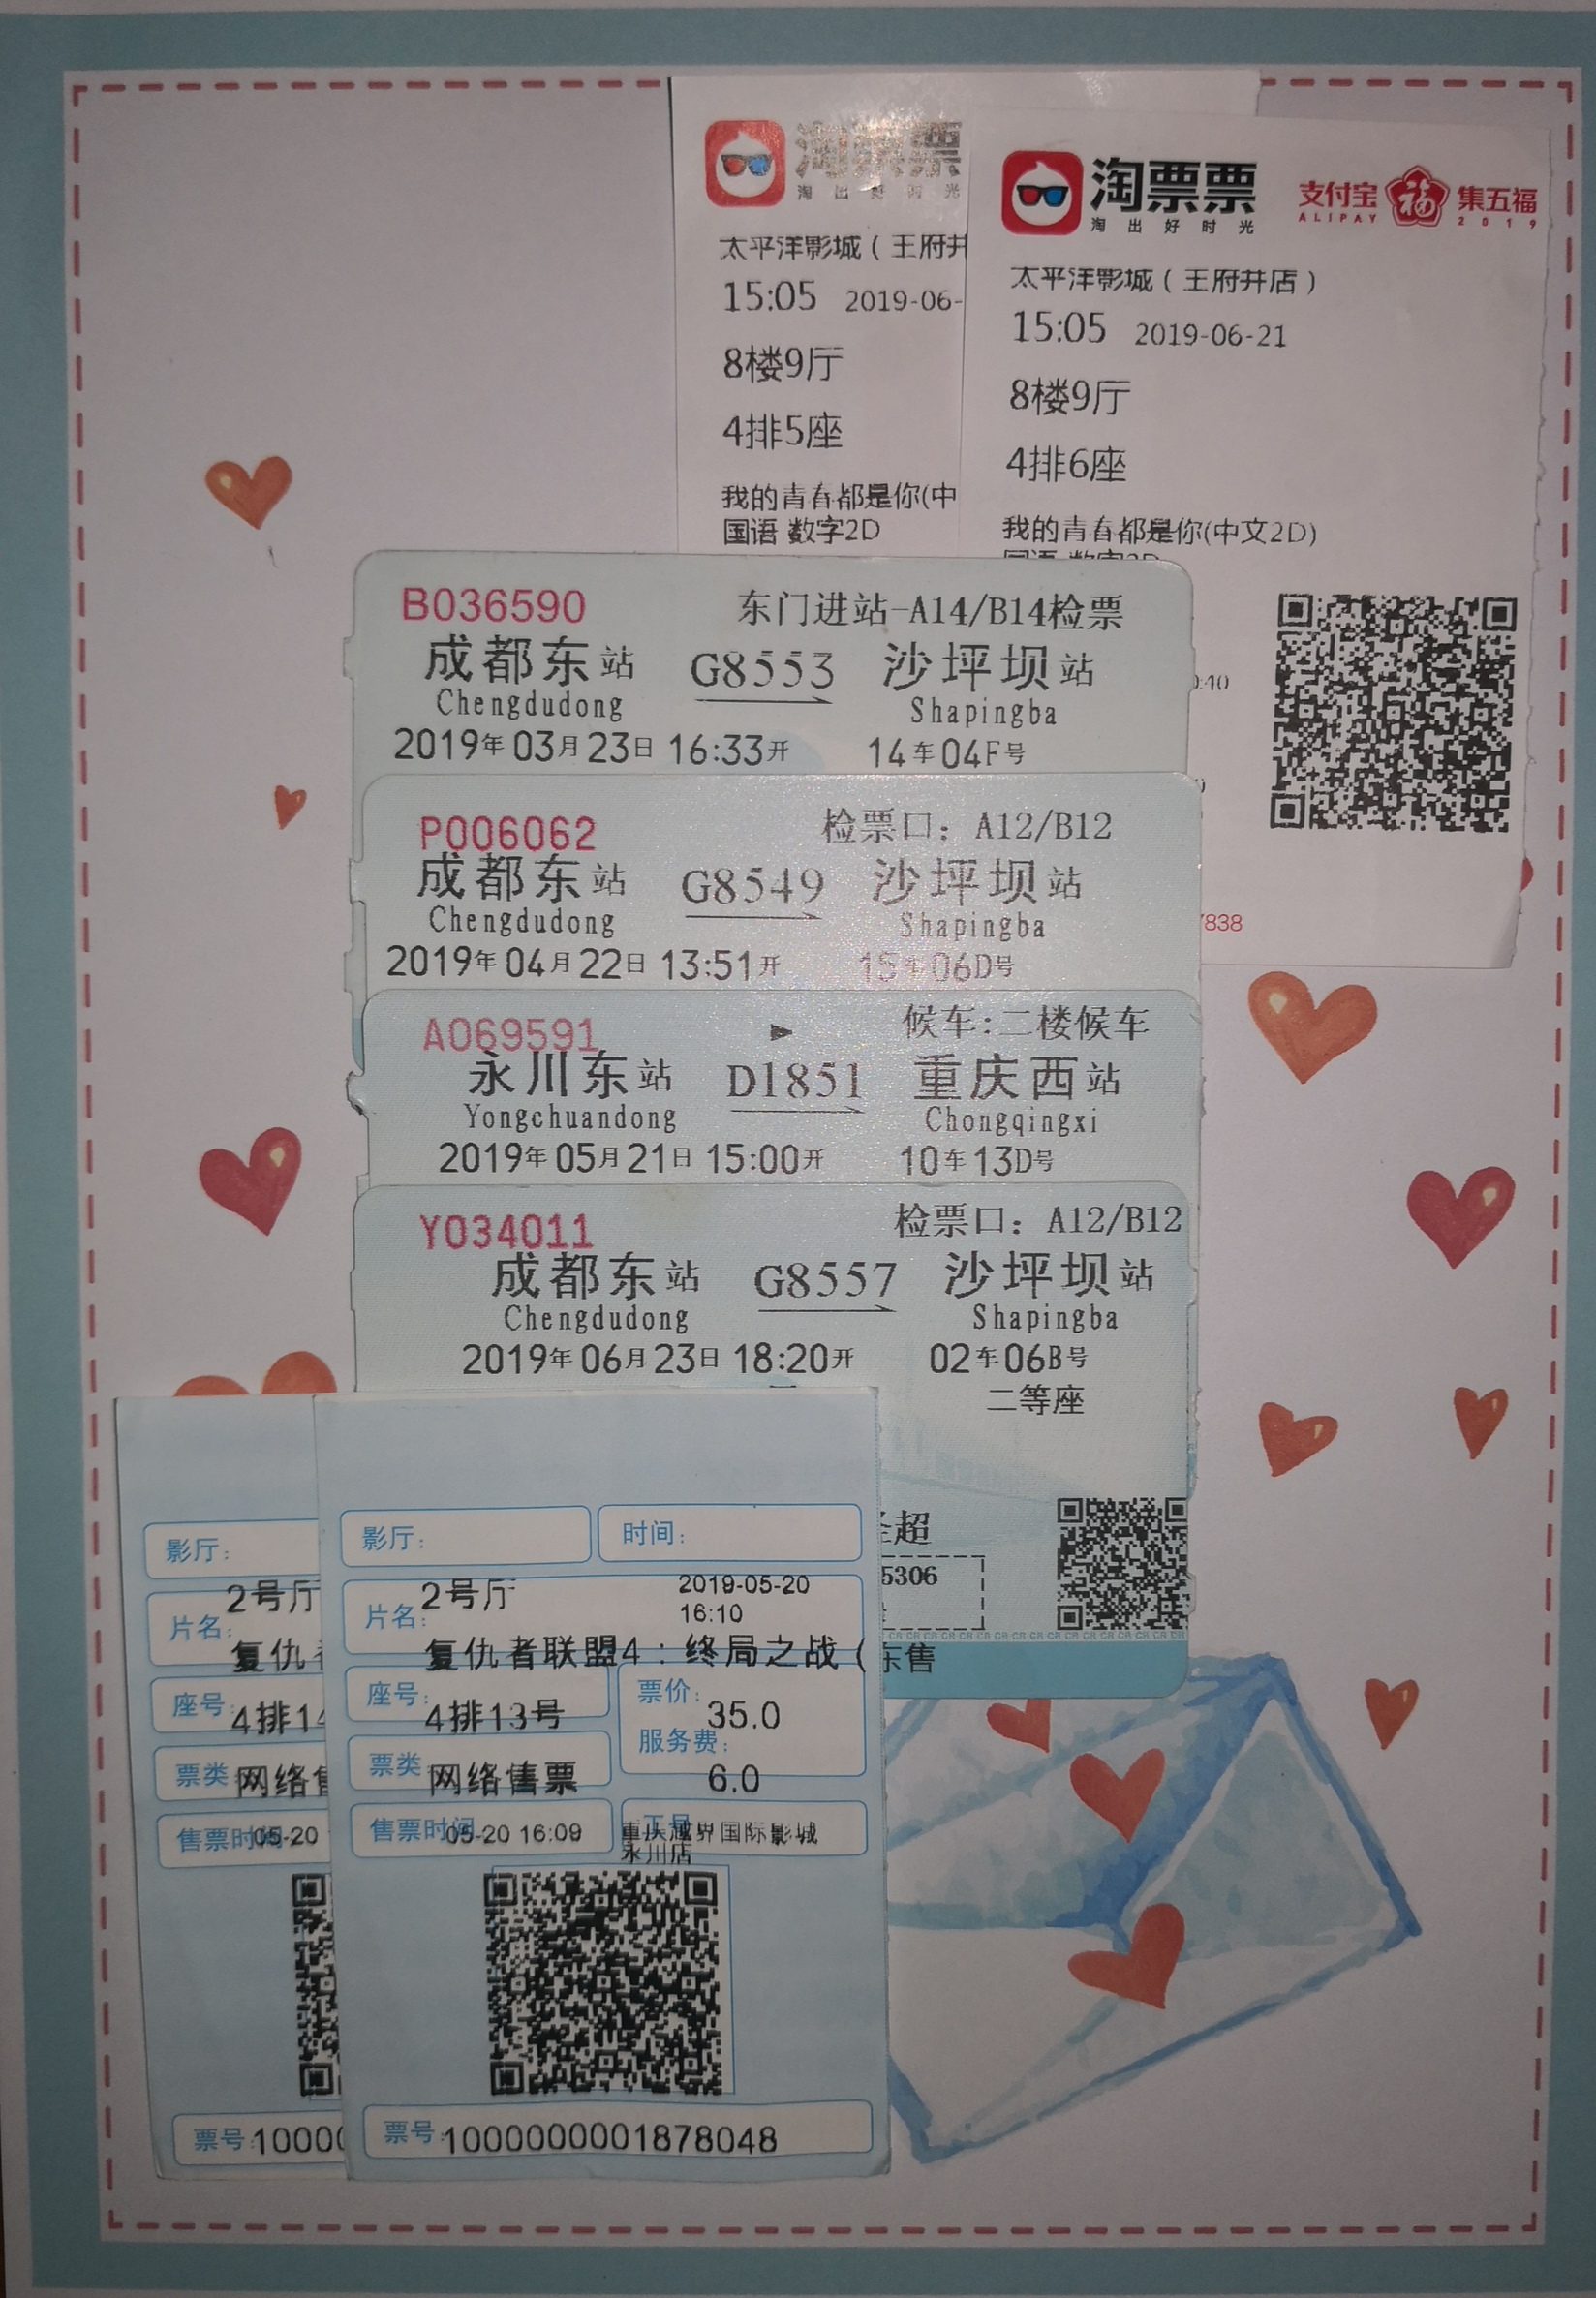 淘票票
淘出好时光
太平洋影城（王府井
15:05 2019-06-
8楼9厅
4排5座
我的青春都是你(中
国语 数字2D
淘票票
淘出好时光
支付宝 福 集五福
ALIPAY 2019
太平洋影城（王府井店）
15:05 2019-06-21
8楼9厅
4排6座
我的青春都是你(中文2D)
国语 数字2D
838
B036590 东门进站-A14/B14检票
成都东站 G8553 沙坪坝站
Chengdudong Shapingba
2019年03月23日 16:33开 14车04F号
P006062 检票口：A12/B12
成都东站 G8549 沙坪坝站
Chengdudong Shapingba
2019年04月22日 13:51开 15车06D号
A069591 候车:二楼候车
永川东站 D1851 重庆西站
Yongchuandong Chongqingxi
2019年05月21日 15:00开 10车13D号
Y034011 检票口：A12/B12
成都东站 G8557 沙坪坝站
Chengdudong Shapingba
2019年06月23日 18:20开 02车06B号
二等座
超
5306
东售
影厅:
2号厅
片名:
复仇
座号:
4排14
票类
网络售
售票时间
05-20
票号
10000
影厅: 时间:
2号厅 2019-05-20
16:10
片名:
复仇者联盟4：终局之战（
座号: 票价:
4排13号 35.0
服务费:
票类 网络售票 6.0
售票时间 05-20 16:09 工号
重庆越界国际影城
永川店
票号 1000000001878048